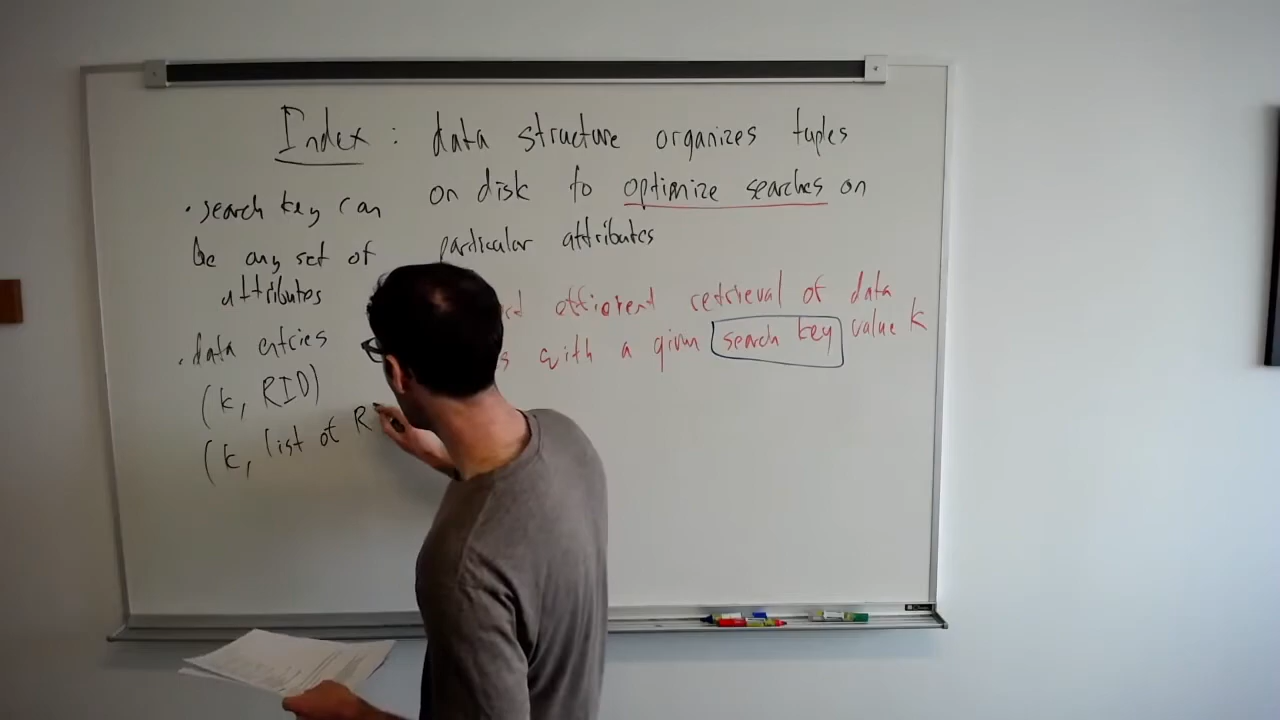 Index : data structure organizes tuples
on disk to optimize searches on
particular attributes
efficient retrieval of data
with a given search key value k
• search key can
be any set of
attributes
• data entries
(k, RID)
(k, list of R